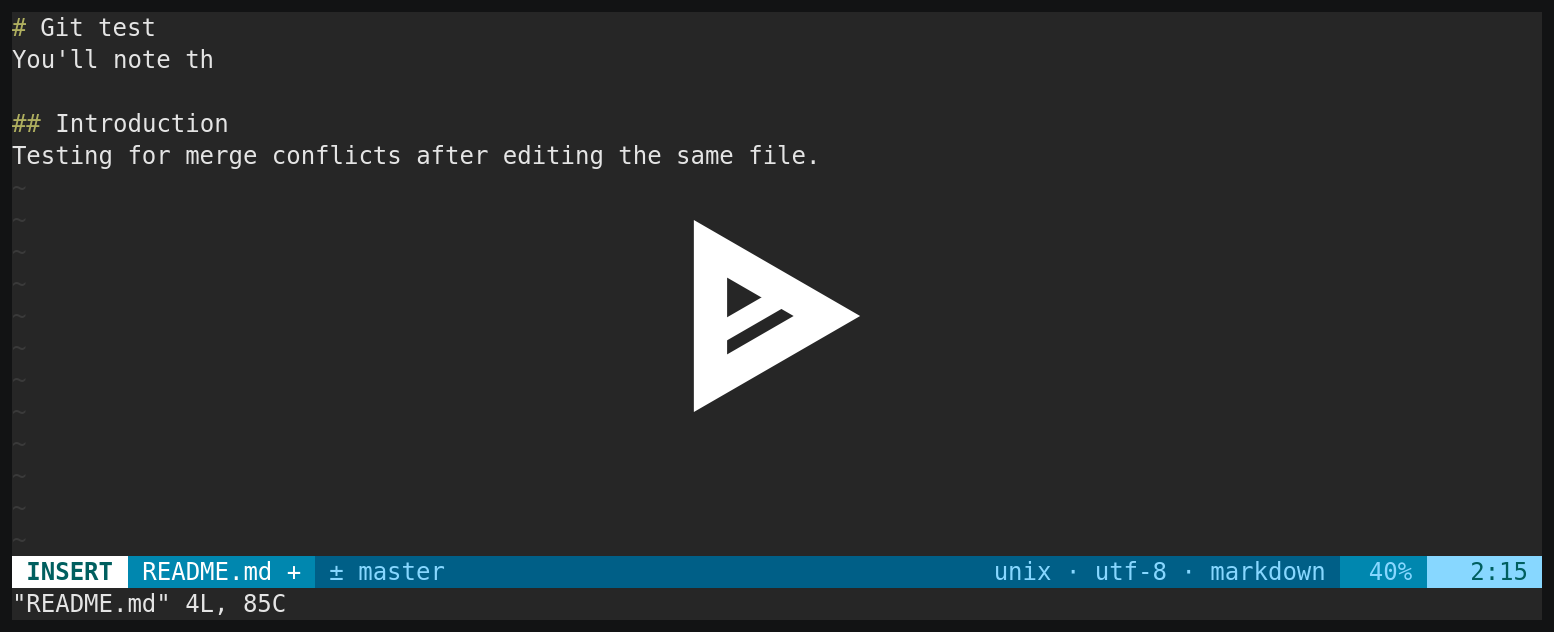 # Git test
You'll note th
## Introduction
Testing for merge conflicts after editing the same file.
~
~
~
~
~
~
~
~
~
~
~
~
INSERT README.md + ± master unix · utf-8 · markdown 40% 2:15
"README.md" 4L, 85C